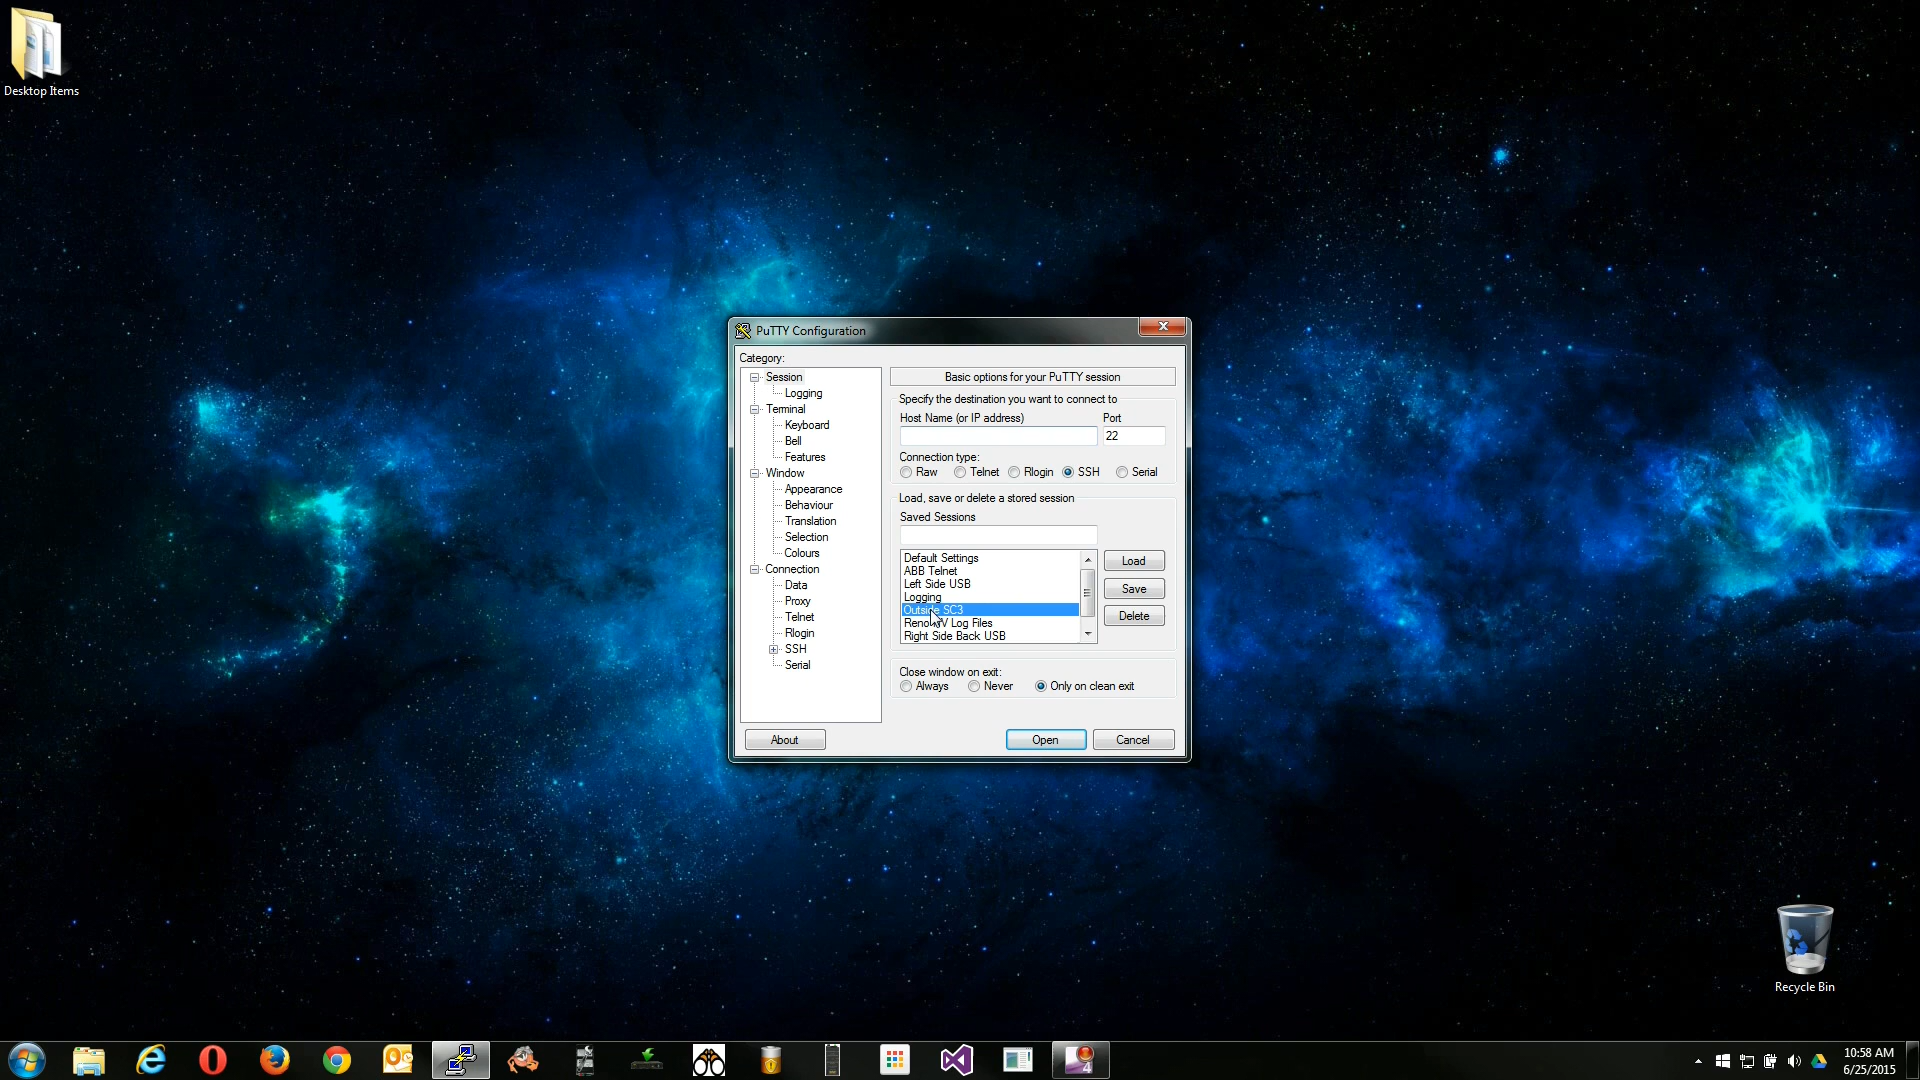 Desktop Items
PuTTY Configuration
Category:
Session
Logging
Terminal
Keyboard
Bell
Features
Window
Appearance
Behaviour
Translation
Selection
Colours
Connection
Data
Proxy
Telnet
Rlogin
SSH
Serial
Basic options for your PuTTY session
Specify the destination you want to connect to
Host Name (or IP address) Port
22
Connection type:
Raw Telnet Rlogin SSH Serial
Load, save or delete a stored session
Saved Sessions
Default Settings
ABB Telnet
Left Side USB
Logging
Outside SC3
Log Files
Right Side Back USB
Load
Save
Delete
Close window on exit:
Always Never Only on clean exit
About Open Cancel
Recycle Bin
4
10:58 AM
6/25/2015